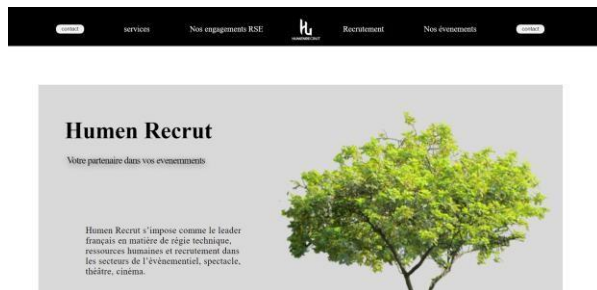 contact
services
Nos engagements RSE
HUMENRECRUT
Recrutement
Nos évenements
contact
Humen Recrut
Votre partenaire dans vos evenemments
Humen Recrut s’impose comme le leader
français en matière de régie technique,
ressources humaines et recrutement dans
les secteurs de l’évènementiel, spectacle,
théâtre, cinéma.